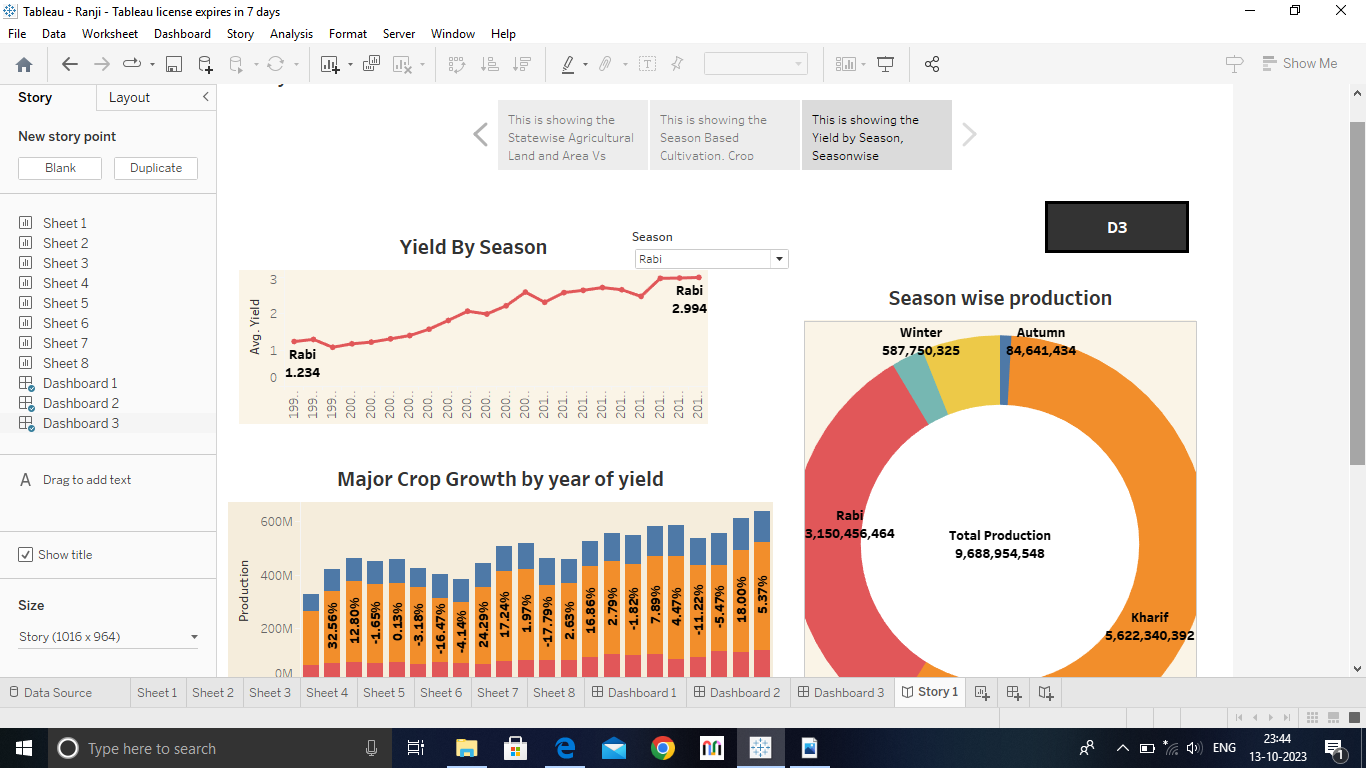 Tableau - Ranji - Tableau license expires in 7 days
File Data Worksheet Dashboard Story Analysis Format Server Window Help
Show Me
Story Layout
New story point
Blank Duplicate
Sheet 1
Sheet 2
Sheet 3
Sheet 4
Sheet 5
Sheet 6
Sheet 7
Sheet 8
Dashboard 1
Dashboard 2
Dashboard 3
A Drag to add text
Show title
Size
Story (1016 x 964)
This is showing the
Statewise Agricultural
Land and Area Vs
This is showing the
Season Based
Cultivation. Crop
This is showing the
Yield by Season,
Seasonwise
D3
Yield By Season
Season
Rabi
Avg. Yield
3
2
1
0
Rabi
1.234
Rabi
2.994
199.. 199.. 199.. 200.. 200.. 200.. 200.. 200.. 200.. 200.. 200.. 200.. 200.. 201.. 201.. 201.. 201.. 201.. 201.. 201.. 201.. 201..
Major Crop Growth by year of yield
Production
600M
400M
200M
0M
32.56% 12.80% -1.65% 0.13% -3.18% -16.47% -4.14% 24.29% 17.24% 1.97% -17.79% 2.63% 16.86% 2.79% -1.82% 7.89% 4.47% -11.22% -5.47% 18.00% 5.37%
Season wise production
Winter
587,750,325
Autumn
84,641,434
Rabi
3,150,456,464
Total Production
9,688,954,548
Kharif
5,622,340,392
Data Source Sheet 1 Sheet 2 Sheet 3 Sheet 4 Sheet 5 Sheet 6 Sheet 7 Sheet 8 Dashboard 1 Dashboard 2 Dashboard 3 Story 1
Type here to search
ENG
23:44
13-10-2023
1